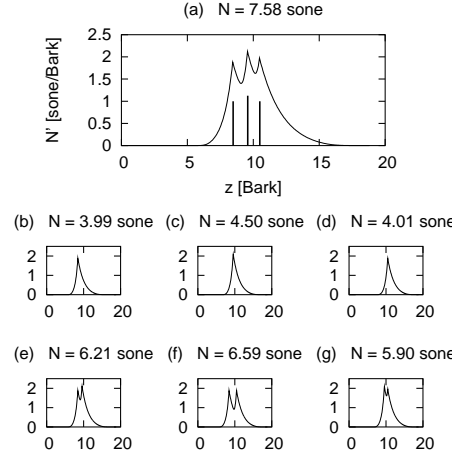 (a) N = 7.58 sone
N' [sone/Bark]
2.5
2
1.5
1
0.5
0
0 5 10 15 20
z [Bark]
(b) N = 3.99 sone (c) N = 4.50 sone (d) N = 4.01 sone
2 2 2
1 1 1
0 0 0
0 10 20 0 10 20 0 10 20
(e) N = 6.21 sone (f) N = 6.59 sone (g) N = 5.90 sone
2 2 2
1 1 1
0 0 0
0 10 20 0 10 20 0 10 20